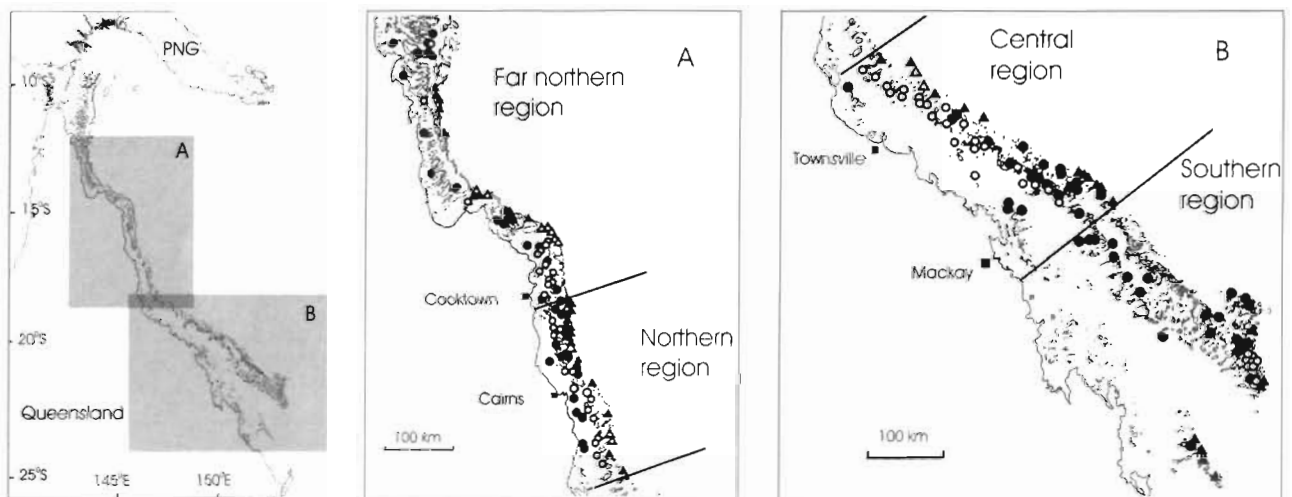 PNG
10°S
A
15°S
B
20°S
Queensland
25°S
145°E
150°E
A
Far northern
region
Cooktown
Northern
region
Cairns
100 km
B
Central
region
Townsville
Southern
region
Mackay
100 km